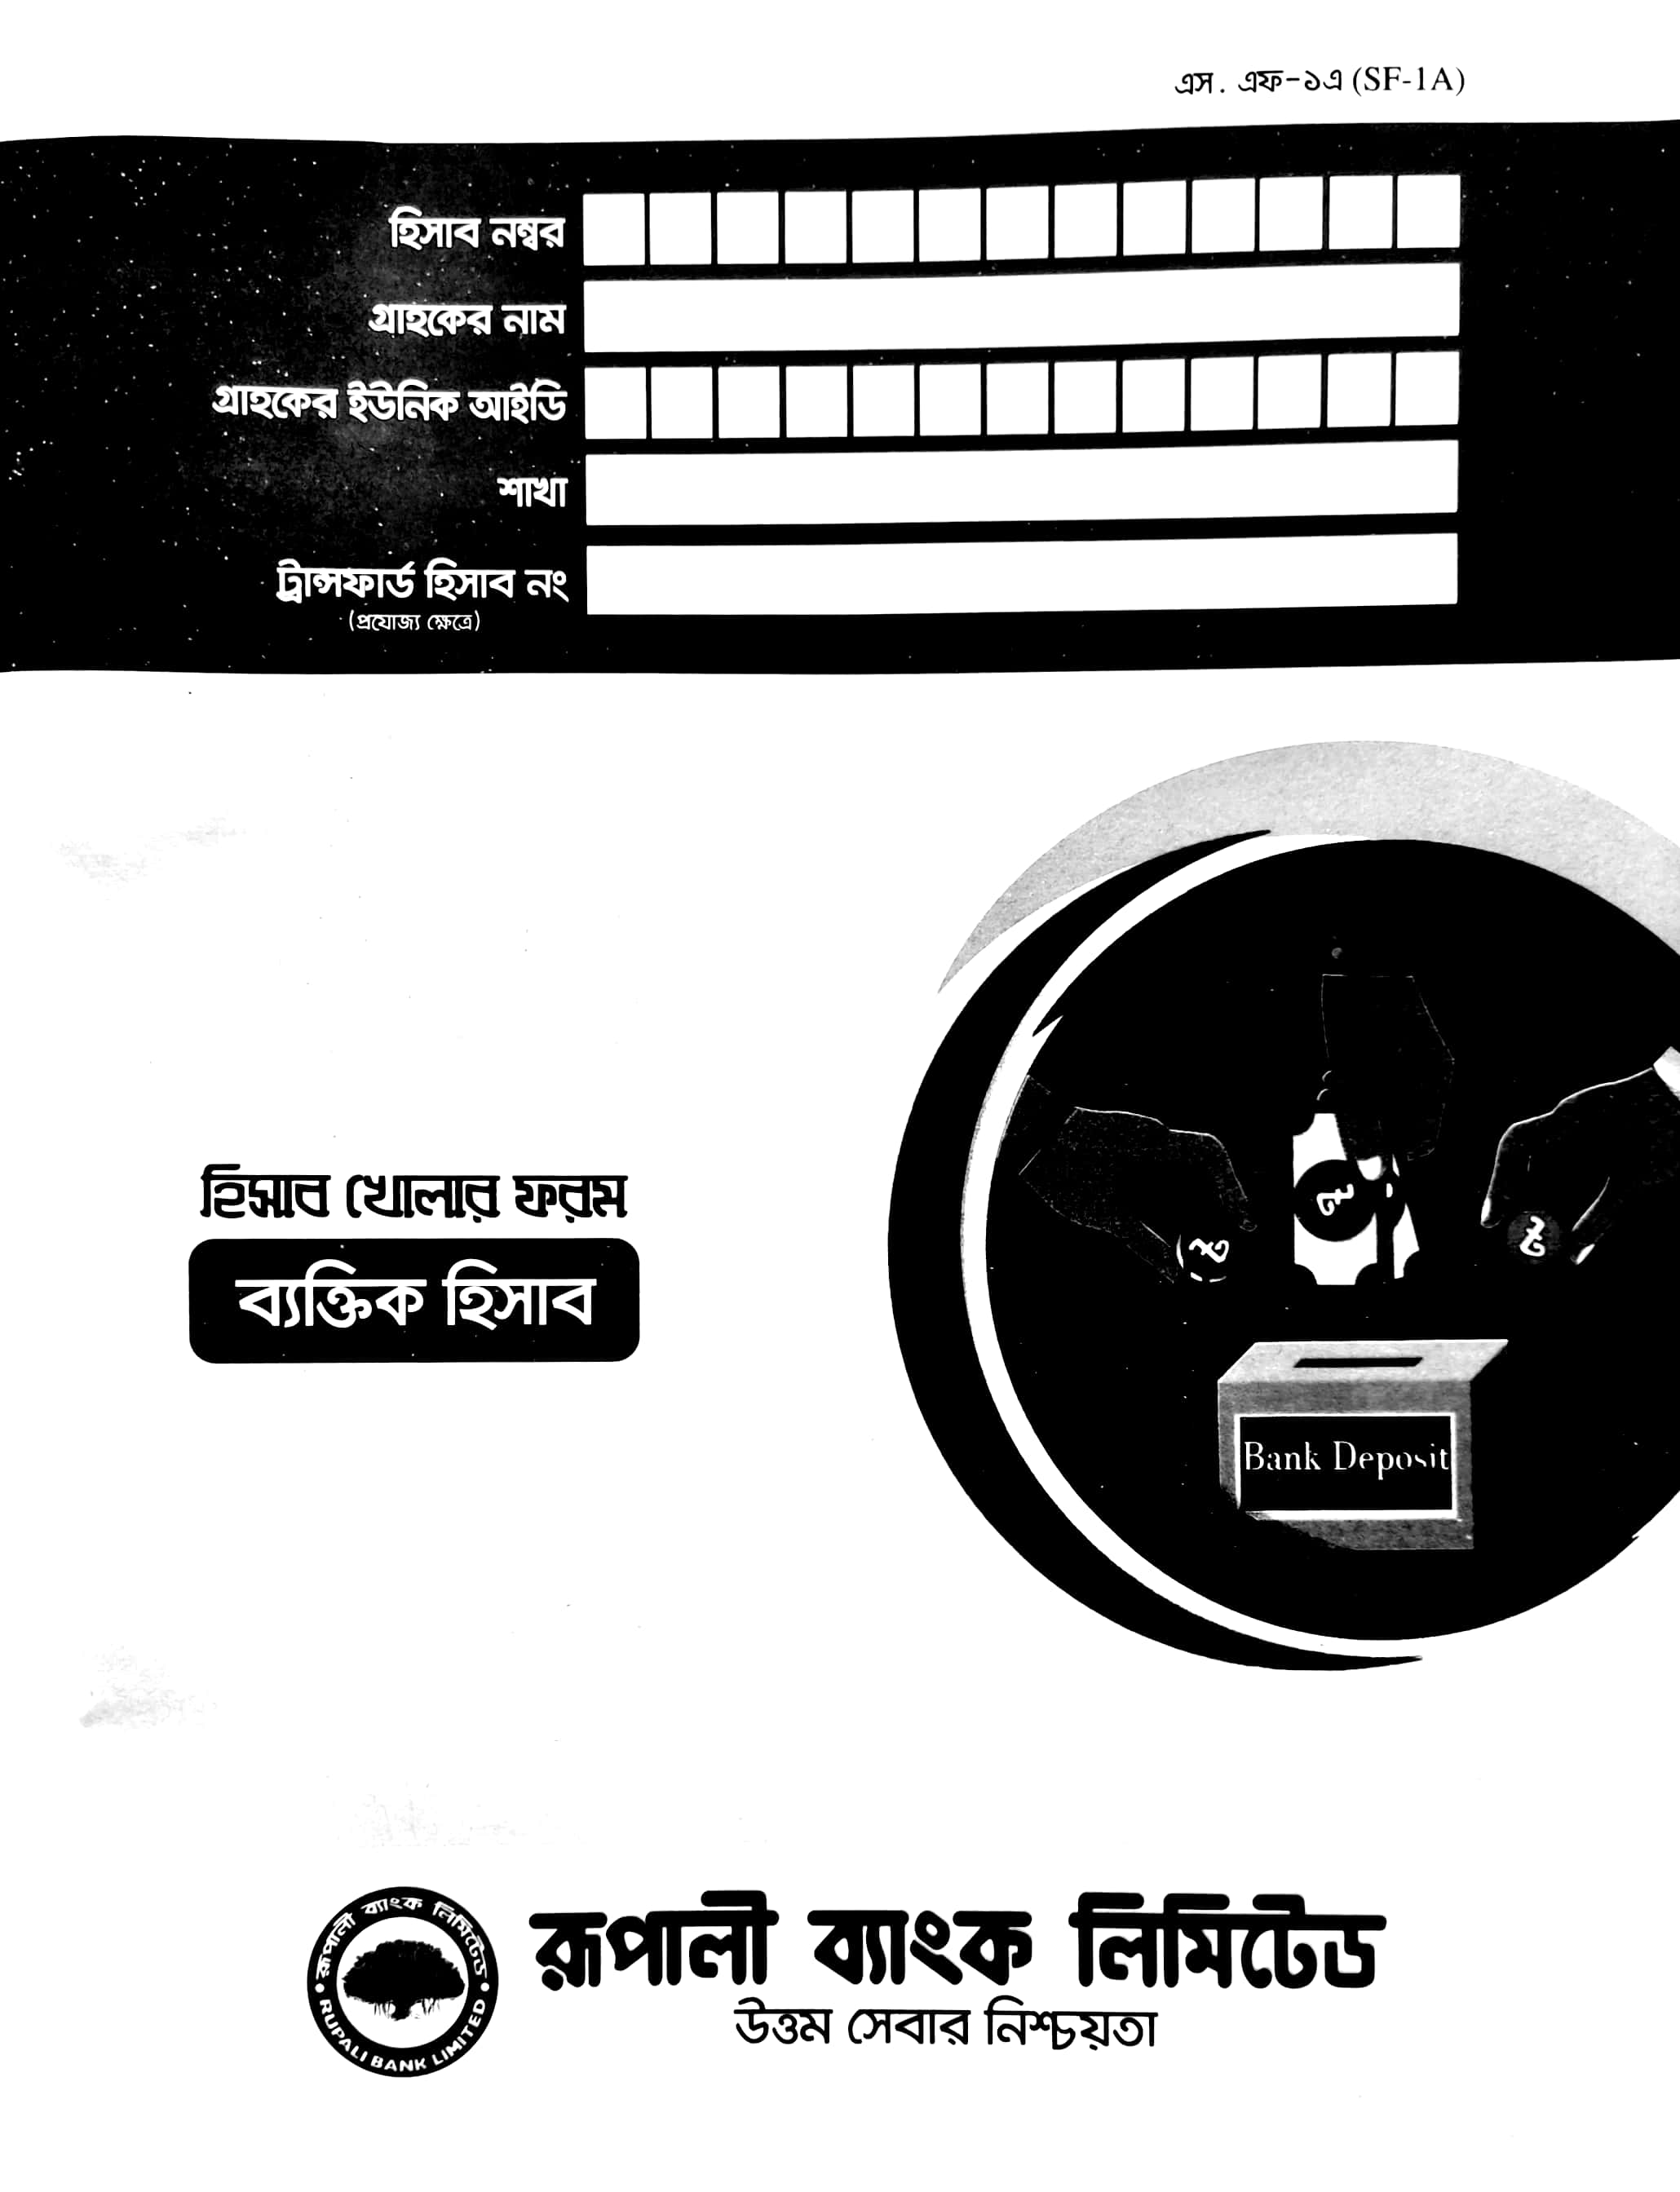 এস. এফ-১এ (SF-1A)
হিসাব নম্বর
গ্রাহকের নাম
গ্রাহকের ইউনিক আইডি
শাখা
ট্রান্সফার্ড হিসাব নং
(প্রযোজ্য ক্ষেত্রে)
হিসাব খোলার ফরম
ব্যক্তিক হিসাব
৳
৳
৳
Bank Deposit
রূপালী ব্যাংক লিমিটেড
RUPALI BANK LIMITED
রূপালী ব্যাংক লিমিটেড
উত্তম সেবার নিশ্চয়তা